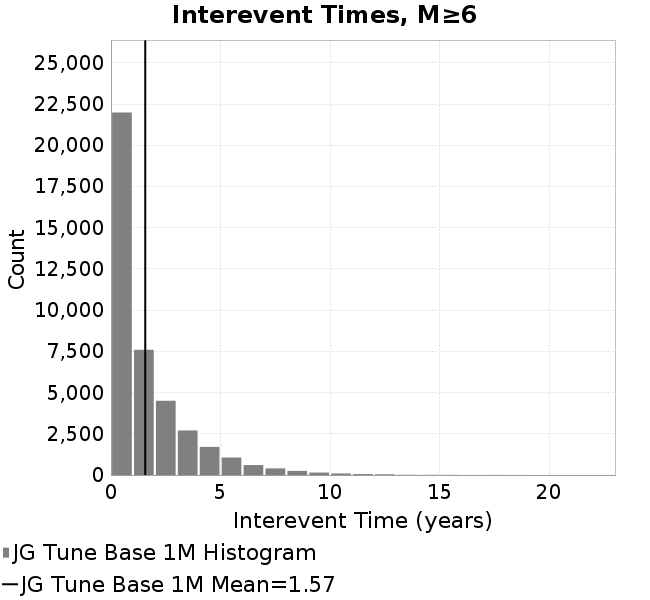 Interevent Times, M≥6
25,000
22,500
20,000
17,500
15,000
12,500
10,000
7,500
5,000
2,500
0
Count
0 5 10 15 20
Interevent Time (years)
JG Tune Base 1M Histogram
JG Tune Base 1M Mean=1.57